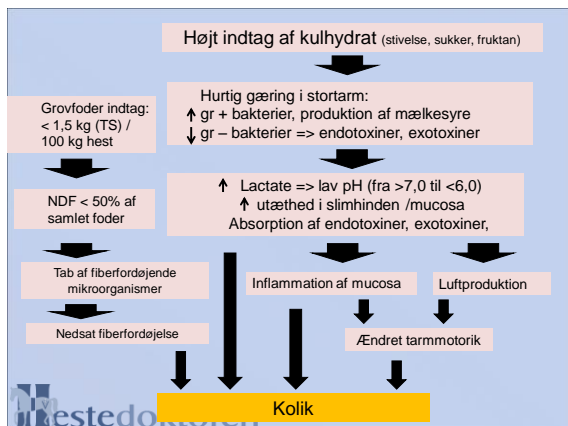 Højt indtag af kulhydrat (stivelse, sukker, fruktan)
Hurtig gæring i stortarm:
↑ gr + bakterier, produktion af mælkesyre
↓ gr – bakterier => endotoxiner, exotoxiner
Grovfoder indtag:
< 1,5 kg (TS) /
100 kg hest
↑ Lactate => lav pH (fra >7,0 til <6,0)
↑ utæthed i slimhinden /mucosa
Absorption af endotoxiner, exotoxiner,
NDF < 50% af
samlet foder
Tab af fiberfordøjende
mikroorganismer
Inflammation af mucosa
Luftproduktion
Nedsat fiberfordøjelse
Ændret tarmmotorik
Kolik
Hestedoktoren